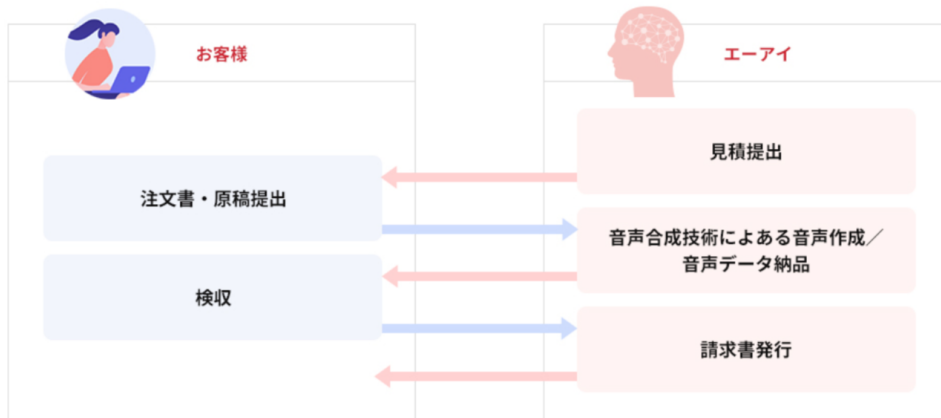 お客様
エーアイ
見積提出
注文書・原稿提出
音声合成技術によある音声作成／
音声データ納品
検収
請求書発行